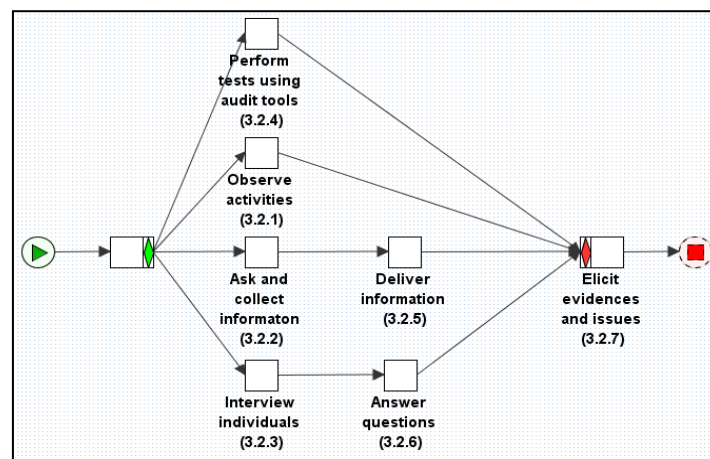 Perform
tests using
audit tools
(3.2.4)
Observe
activities
(3.2.1)
Ask and
collect
informaton
(3.2.2)
Deliver
information
(3.2.5)
Elicit
evidences
and issues
(3.2.7)
Interview
individuals
(3.2.3)
Answer
questions
(3.2.6)